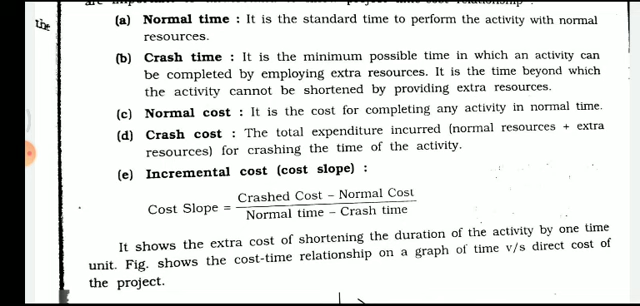 the
(a) Normal time : It is the standard time to perform the activity with normal
resources.
(b) Crash time : It is the minimum possible time in which an activity can
be completed by employing extra resources. It is the time beyond which
the activity cannot be shortened by providing extra resources.
(c) Normal cost : It is the cost for completing any activity in normal time.
(d) Crash cost : The total expenditure incurred (normal resources + extra
resources) for crashing the time of the activity.
(e) Incremental cost (cost slope) :
Crashed Cost – Normal Cost
Cost Slope =
Normal time – Crash time
It shows the extra cost of shortening the duration of the activity by one time
unit. Fig. shows the cost-time relationship on a graph of time v/s direct cost of
the project.